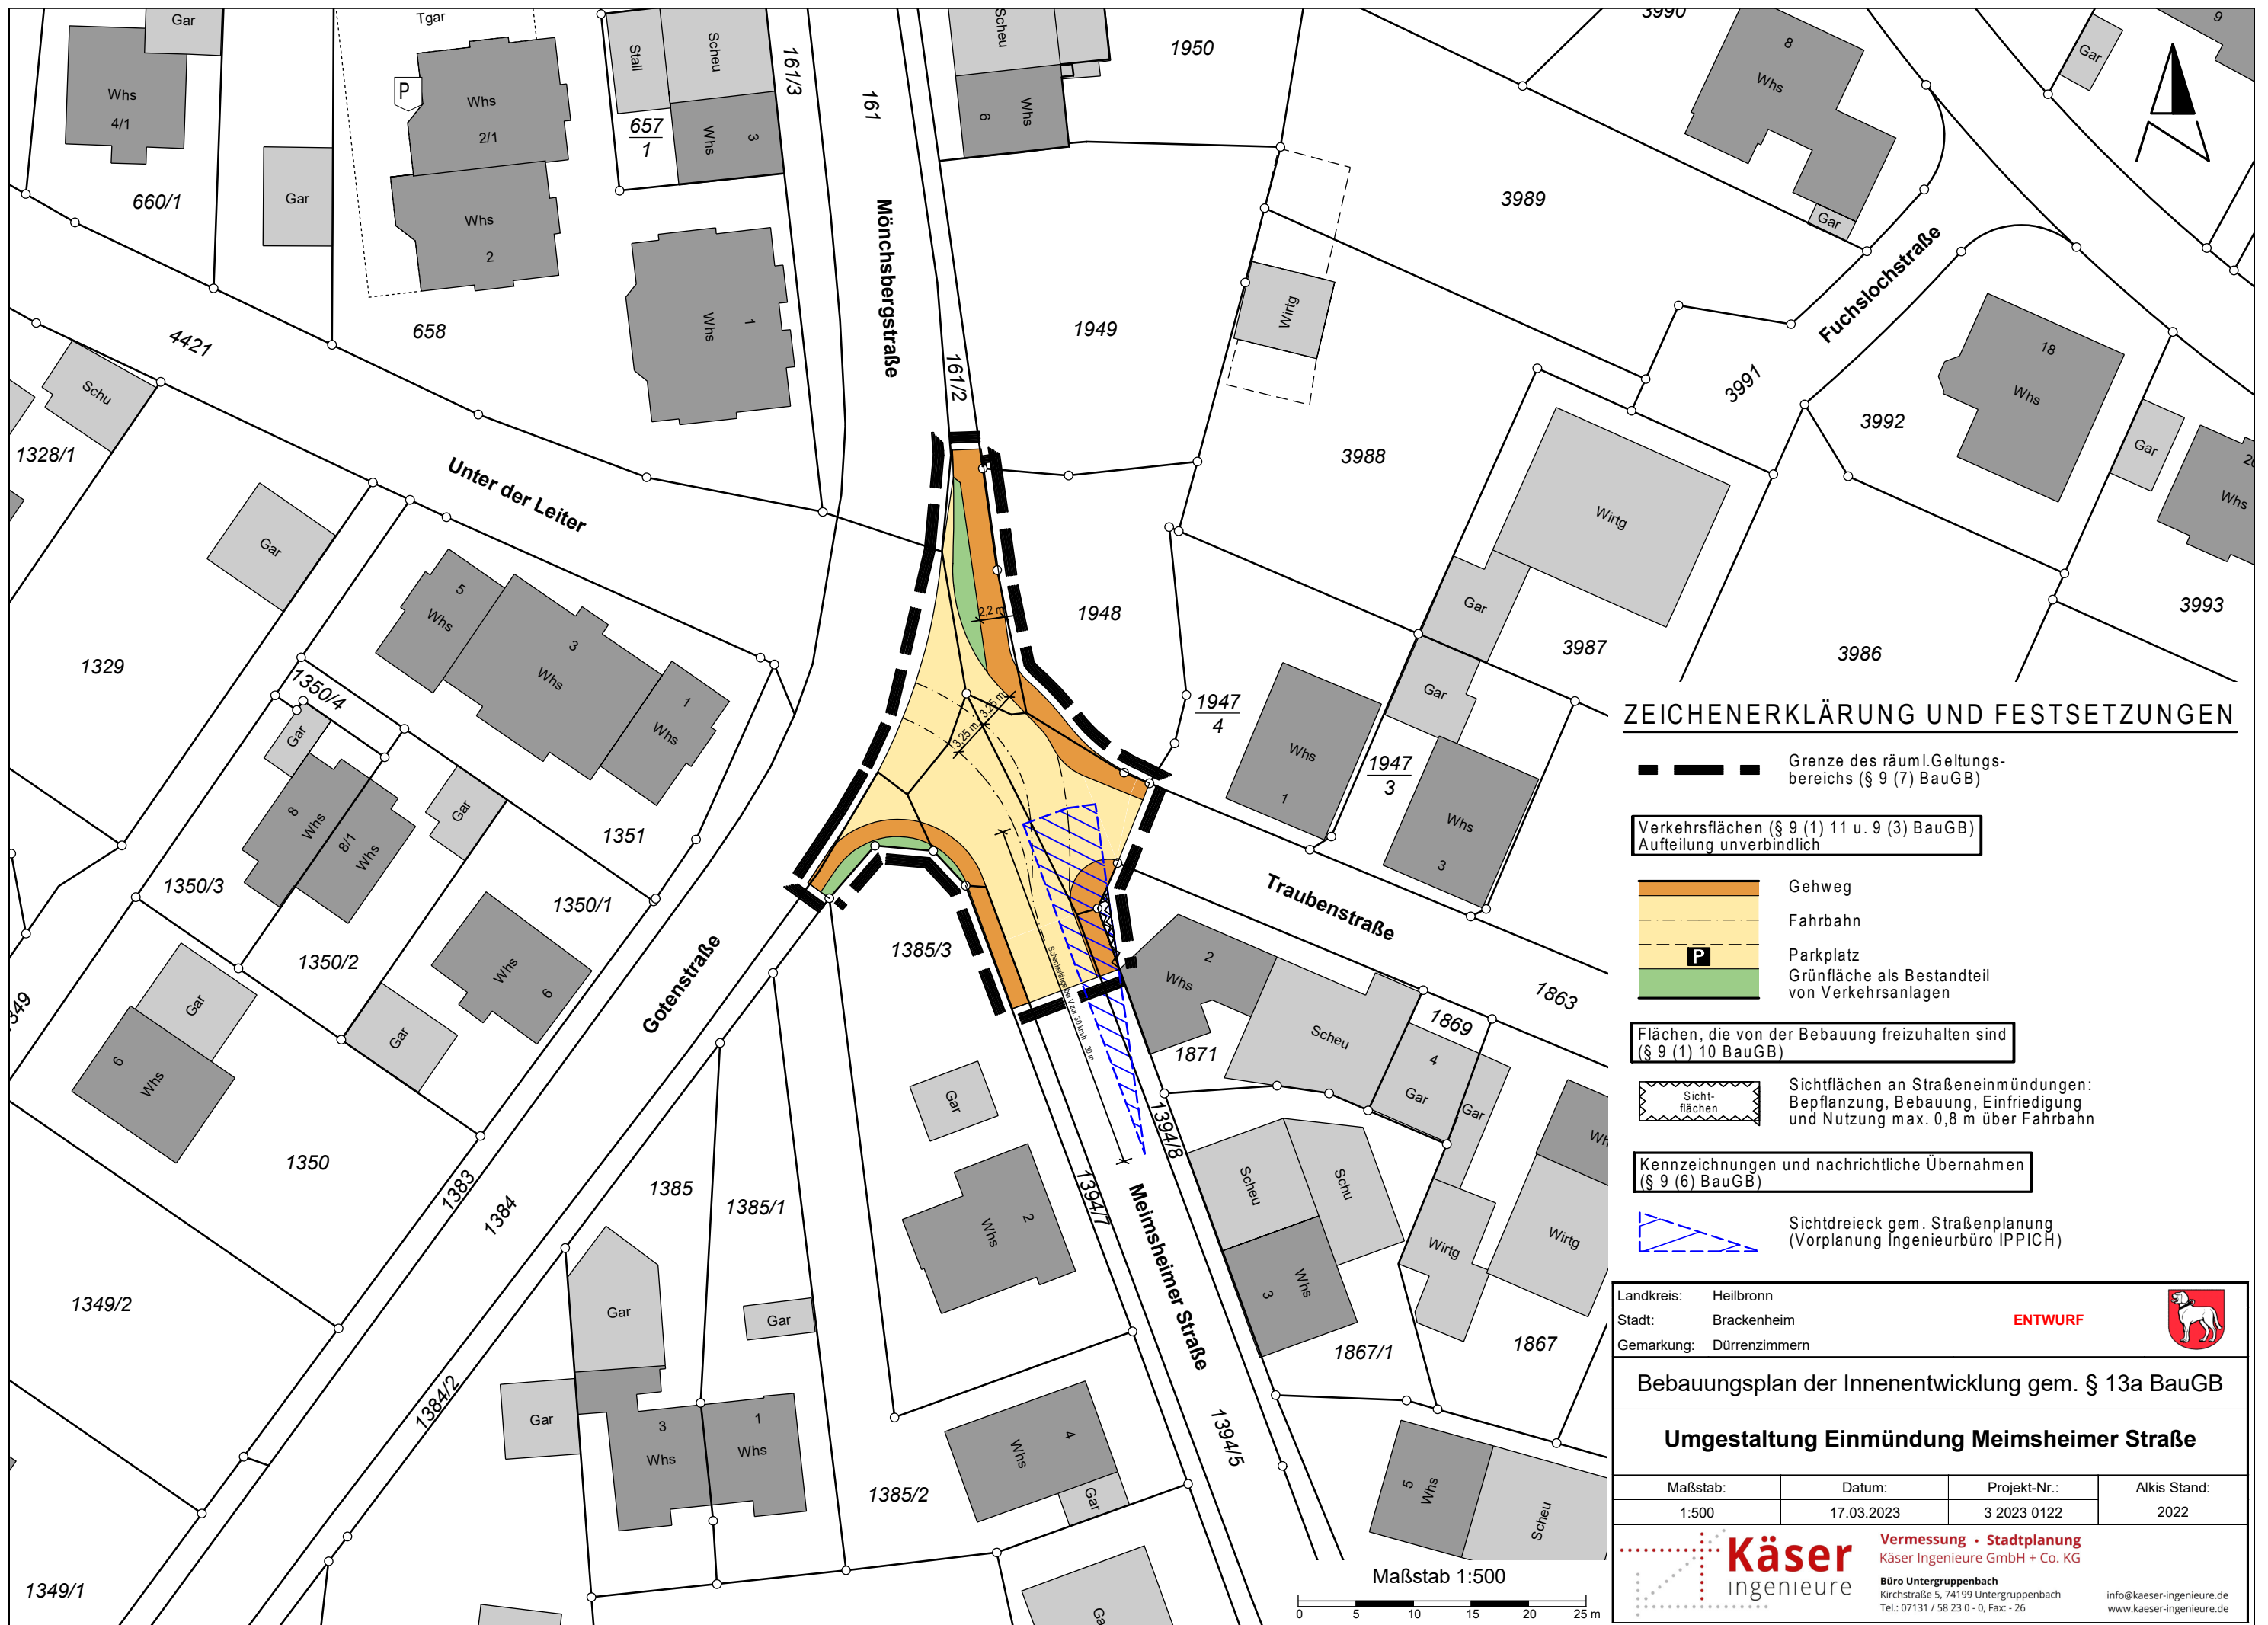 Gar
Tgar
Whs
4/1
P
Whs
2/1
Whs
2
Gar
660/1
658
4421
Stall
Scheu
657
1
Whs
3
161/3
161
Whs
1
Mönchsbergstraße
Scheu
6
Whs
1950
1949
161/2
Wirtg
3990
8
Whs
Gar
3989
Gar
9
Fuchslochstraße
3991
3992
18
Whs
Gar
Whs
3993
3988
Wirtg
Gar
Gar
3987
3986
Schu
1328/1
Unter der Leiter
Gar
1329
5
Whs
3
Whs
1
Whs
1350/4
Gar
8
Whs
8/1
Whs
Gar
1351
1350/3
1350/1
1350/2
Whs
6
Gar
Gar
6
Whs
1350
1349/2
1349/1
1383
1384
1384/2
Gotenstraße
2,2 m
3,25 m
3,25 m
1948
1947
4
1947
3
Whs
1
Whs
3
Traubenstraße
1863
1385/3
2
Whs
1871
Scheu
1869
4
Gar
Gar
Gar
Whs
2
1394/7
1394/8
Meimsheimer Straße
1394/5
Scheu
Schu
Whs
3
Wirtg
Wirtg
1867/1
1867
1385
1385/1
Gar
Gar
Gar
3
Whs
1
Whs
1385/2
Whs
4
Gar
5
Whs
Scheu
ZEICHENERKLÄRUNG UND FESTSETZUNGEN
Grenze des räuml.Geltungs-
bereichs (§ 9 (7) BauGB)
Verkehrsflächen (§ 9 (1) 11 u. 9 (3) BauGB)
Aufteilung unverbindlich
Gehweg
Fahrbahn
Parkplatz
P
Grünfläche als Bestandteil
von Verkehrsanlagen
Flächen, die von der Bebauung freizuhalten sind
(§ 9 (1) 10 BauGB)
Sicht-
flächen
Sichtflächen an Straßeneinmündungen:
Bepflanzung, Bebauung, Einfriedigung
und Nutzung max. 0,8 m über Fahrbahn
Kennzeichnungen und nachrichtliche Übernahmen
(§ 9 (6) BauGB)
Sichtdreieck gem. Straßenplanung
(Vorplanung Ingenieurbüro IPPICH)
Landkreis: Heilbronn
Stadt: Brackenheim
Gemarkung: Dürrenzimmern
ENTWURF
Bebauungsplan der Innenentwicklung gem. § 13a BauGB
Umgestaltung Einmündung Meimsheimer Straße
Maßstab: Datum: Projekt-Nr.: Alkis Stand:
1:500 17.03.2023 3 2023 0122 2022
Käser
ingenieure
Vermessung • Stadtplanung
Käser Ingenieure GmbH + Co. KG
Büro Untergruppenbach
Kirchstraße 5, 74199 Untergruppenbach
Tel.: 07131 / 58 23 0 - 0, Fax: - 26
info@kaeser-ingenieure.de
www.kaeser-ingenieure.de
Maßstab 1:500
0 5 10 15 20 25 m